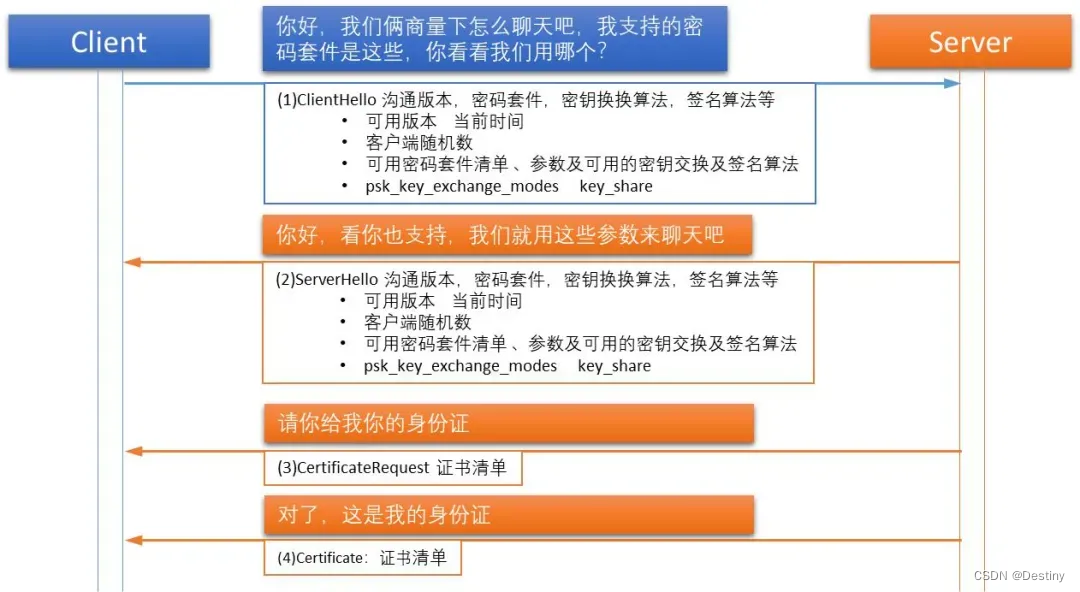 Client
Server
你好，我们俩商量下怎么聊天吧，我支持的密
码套件是这些，你看看我们用哪个？
(1)ClientHello 沟通版本，密码套件，密钥换换算法，签名算法等
• 可用版本 当前时间
• 客户端随机数
• 可用密码套件清单、参数及可用的密钥交换及签名算法
• psk_key_exchange_modes key_share
你好，看你也支持，我们就用这些参数来聊天吧
(2)ServerHello 沟通版本，密码套件，密钥换换算法，签名算法等
• 可用版本 当前时间
• 客户端随机数
• 可用密码套件清单、参数及可用的密钥交换及签名算法
• psk_key_exchange_modes key_share
请你给我你的身份证
(3)CertificateRequest 证书清单
对了，这是我的身份证
(4)Certificate：证书清单
CSDN @Destiny